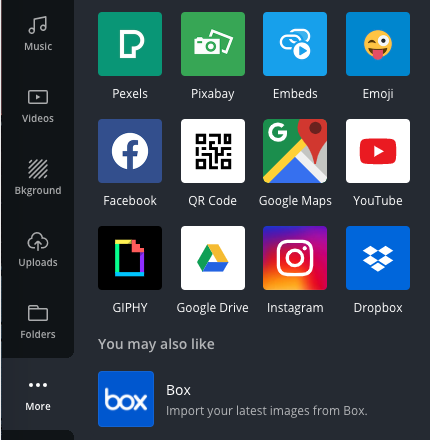 Music
Videos
Bkground
Uploads
Folders
More
Pexels Pixabay Embeds Emoji
Facebook QR Code Google Maps YouTube
GIPHY Google Drive Instagram Dropbox
You may also like
box
Box
Import your latest images from Box.